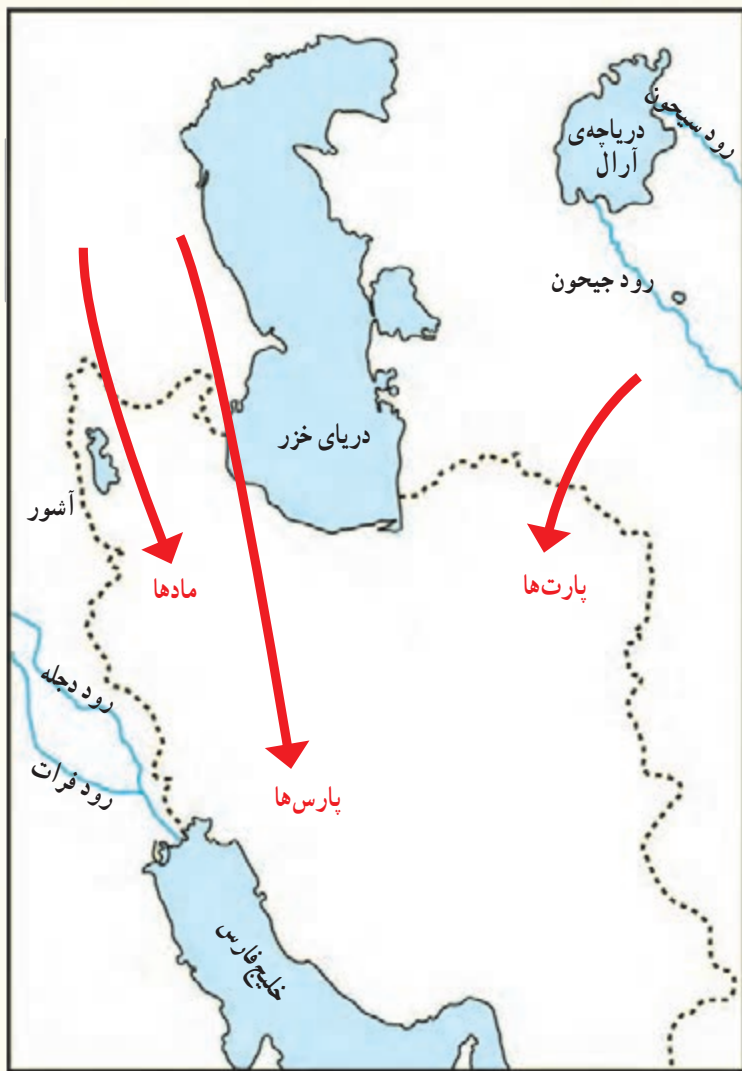 دریاچه‌ی
آرال
رود سیحون
رود جیحون
دریای خزر
آشور
مادها
پارت‌ها
رود دجله
رود فرات
پارس‌ها
خلیج فارس